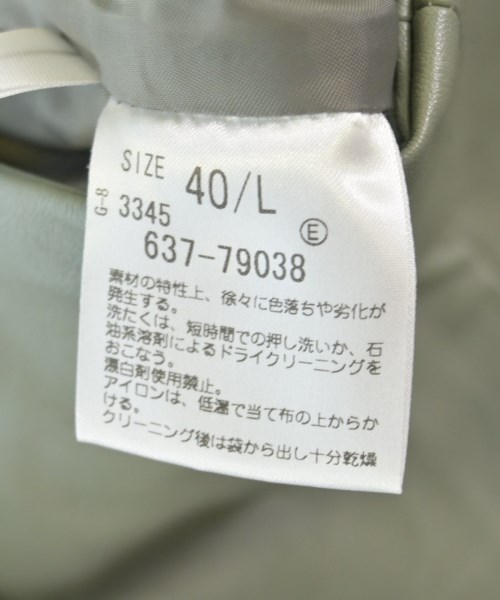 SIZE 40/L
G-8 3345 Ⓔ
637-79038
素材の特性上、徐々に色落ちや劣化が
発生する。
洗たくは、短時間での押し洗いか、石
油系溶剤によるドライクリーニングを
おこなう。
漂白剤使用禁止。
アイロンは、低温で当て布の上からか
ける。
クリーニング後は袋から出し十分乾燥